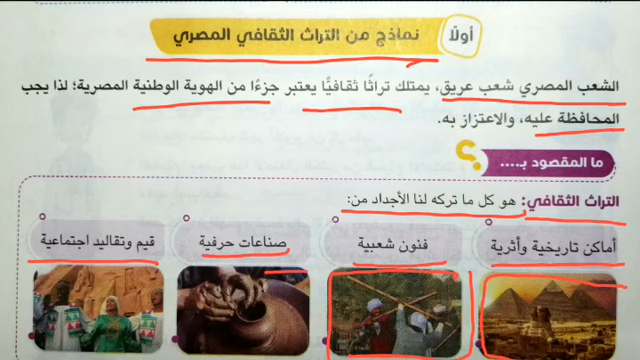 أولًا
نماذج من التراث الثقافي المصري
الشعب المصري شعب عريق، يمتلك تراثًا ثقافيًّا يعتبر جزءًا من الهوية الوطنية المصرية؛ لذا يجب
المحافظة عليه، والاعتزاز به.
ما المقصود بـ.....
؟
التراث الثقافي: هو كل ما تركه لنا الأجداد من:
أماكن تاريخية وأثرية
فنون شعبية
صناعات حرفية
قيم وتقاليد اجتماعية